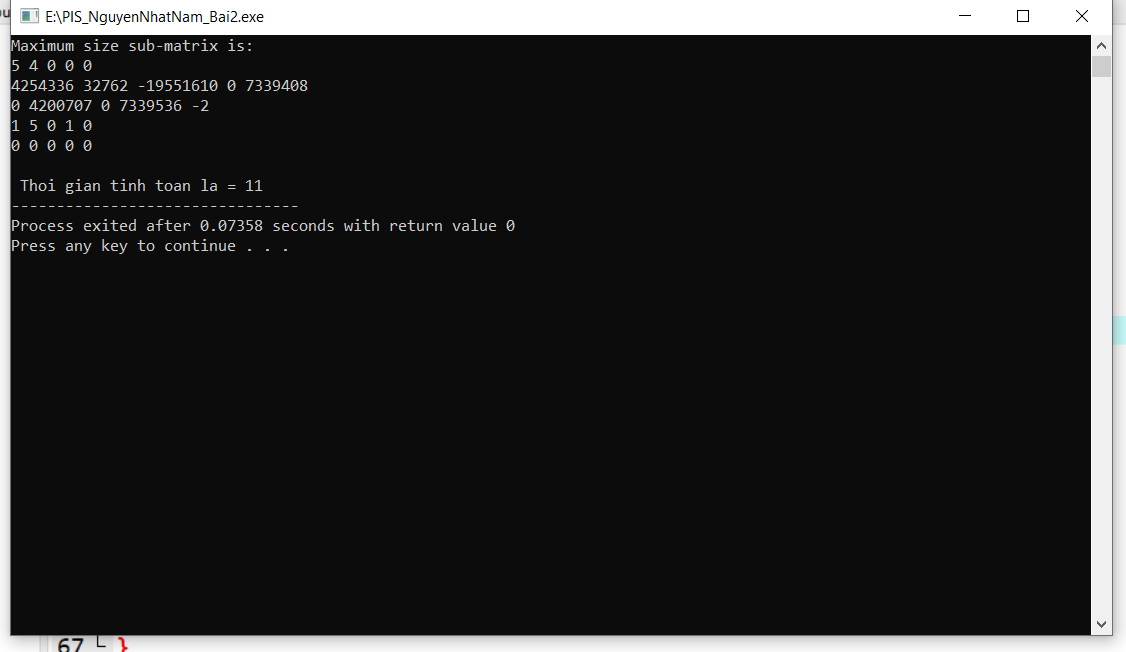 E:\PIS_NguyenNhatNam_Bai2.exe
Maximum size sub-matrix is:
5 4 0 0 0
4254336 32762 -19551610 0 7339408
0 4200707 0 7339536 -2
1 5 0 1 0
0 0 0 0 0
Thoi gian tinh toan la = 11
--------------------------------
Process exited after 0.07358 seconds with return value 0
Press any key to continue . . .
67 }